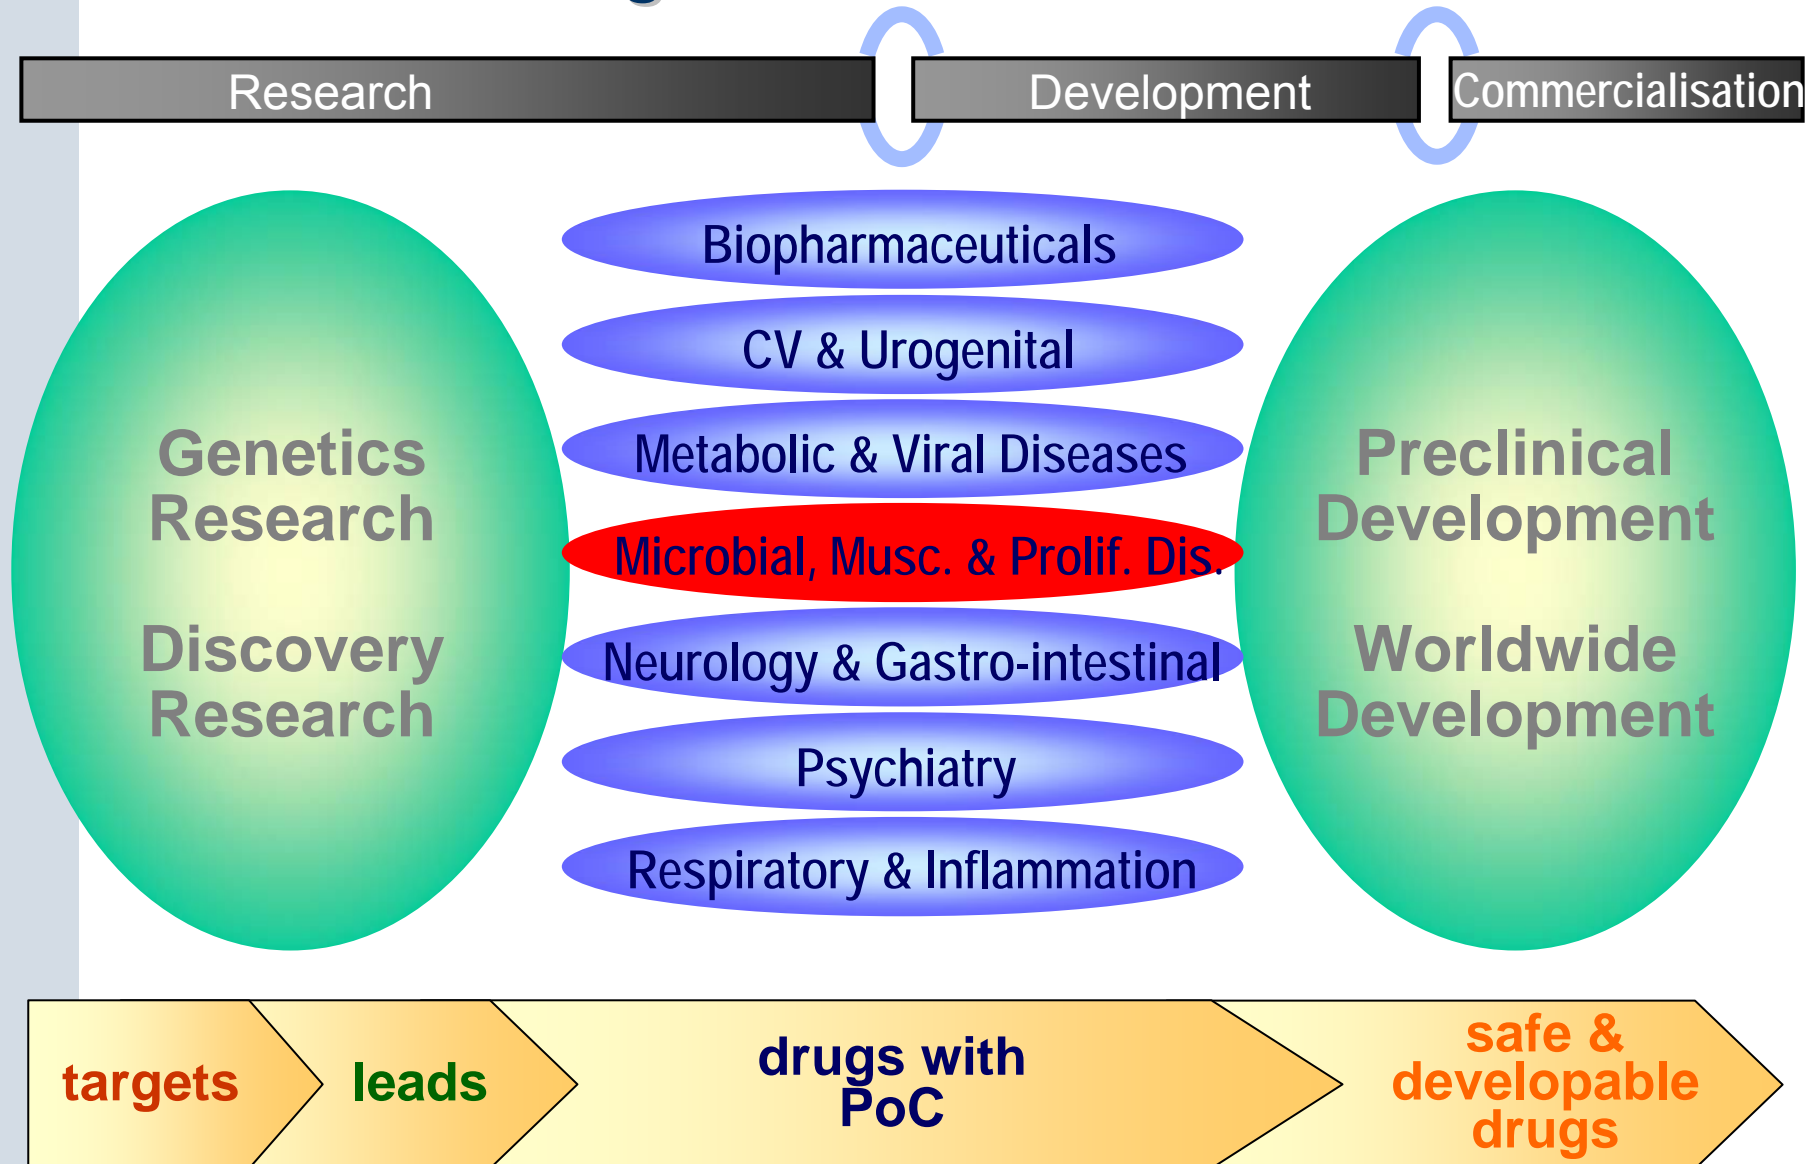 Research
Development
Commercialisation
Biopharmaceuticals
CV & Urogenital
Metabolic & Viral Diseases
Microbial, Musc. & Prolif. Dis.
Neurology & Gastro-intestinal
Psychiatry
Respiratory & Inflammation
Genetics
Research
Discovery
Research
Preclinical
Development
Worldwide
Development
targets
leads
drugs with
PoC
safe &
developable
drugs